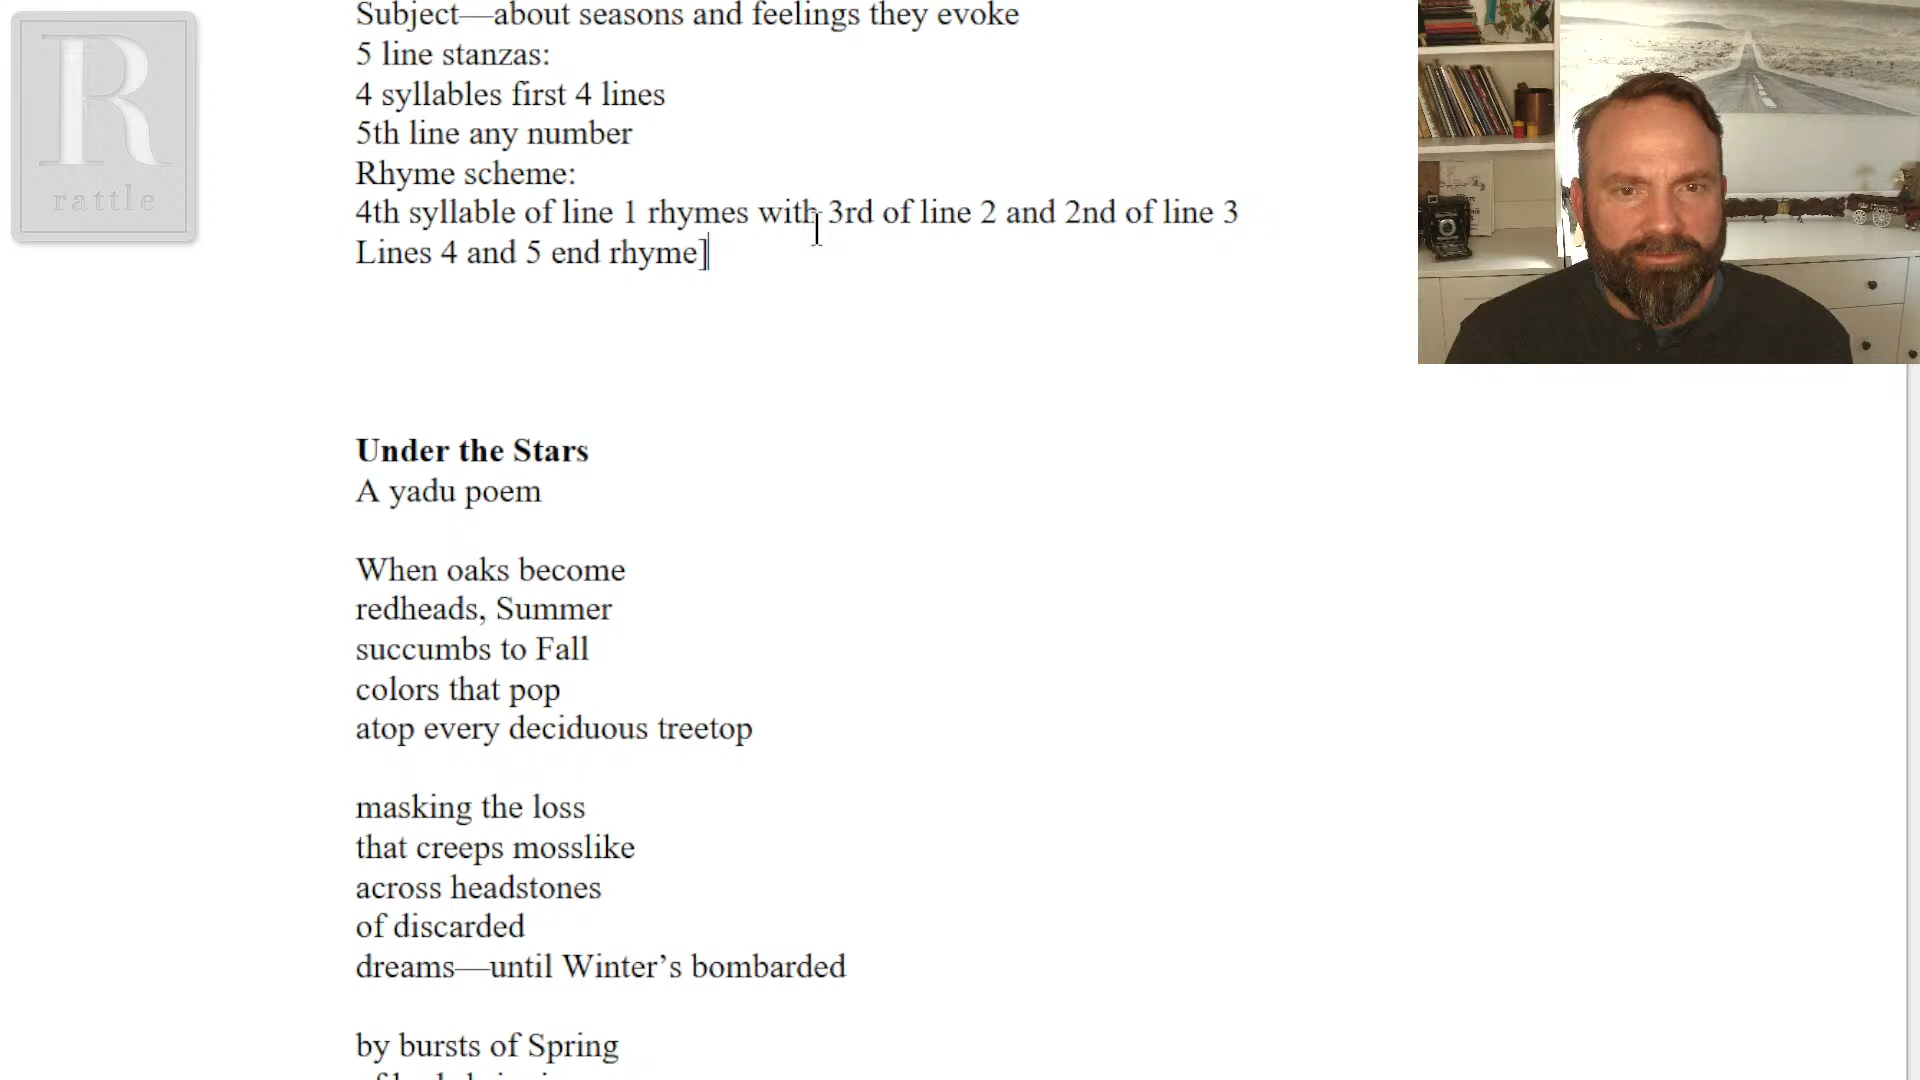 R
rattle
Subject—about seasons and feelings they evoke
5 line stanzas:
4 syllables first 4 lines
5th line any number
Rhyme scheme:
4th syllable of line 1 rhymes with 3rd of line 2 and 2nd of line 3
Lines 4 and 5 end rhyme]
Under the Stars
A yadu poem
When oaks become
redheads, Summer
succumbs to Fall
colors that pop
atop every deciduous treetop
masking the loss
that creeps mosslike
across headstones
of discarded
dreams—until Winter’s bombarded
by bursts of Spring